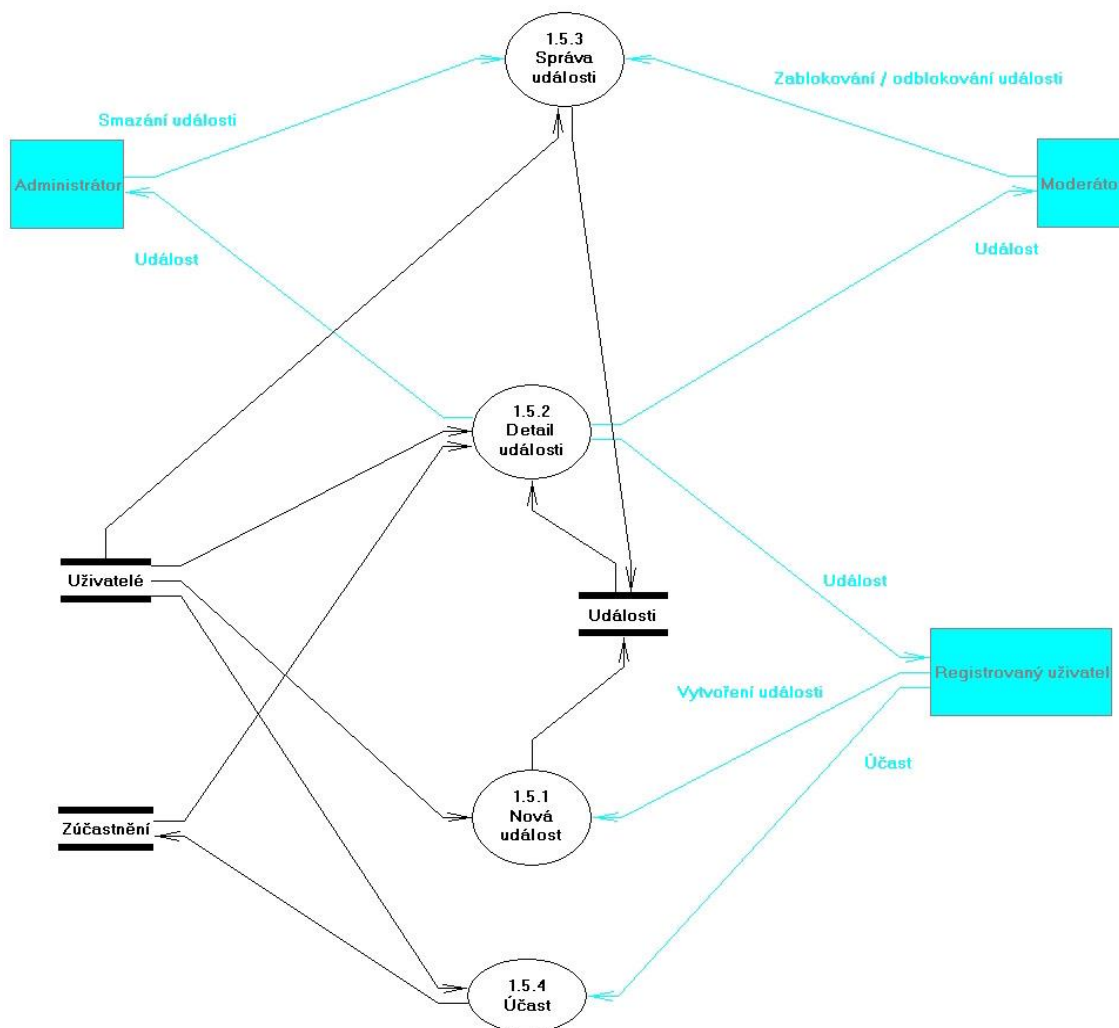 1.5.3
Správa
události
Zablokování / odblokování události
Smazání události
Administrátor
Moderáto
Událost
Událost
1.5.2
Detail
události
Uživatelé
Událost
Události
Registrovaný uživatel
Vytvoření události
Účast
1.5.1
Nová
událost
Zúčastnění
1.5.4
Účast